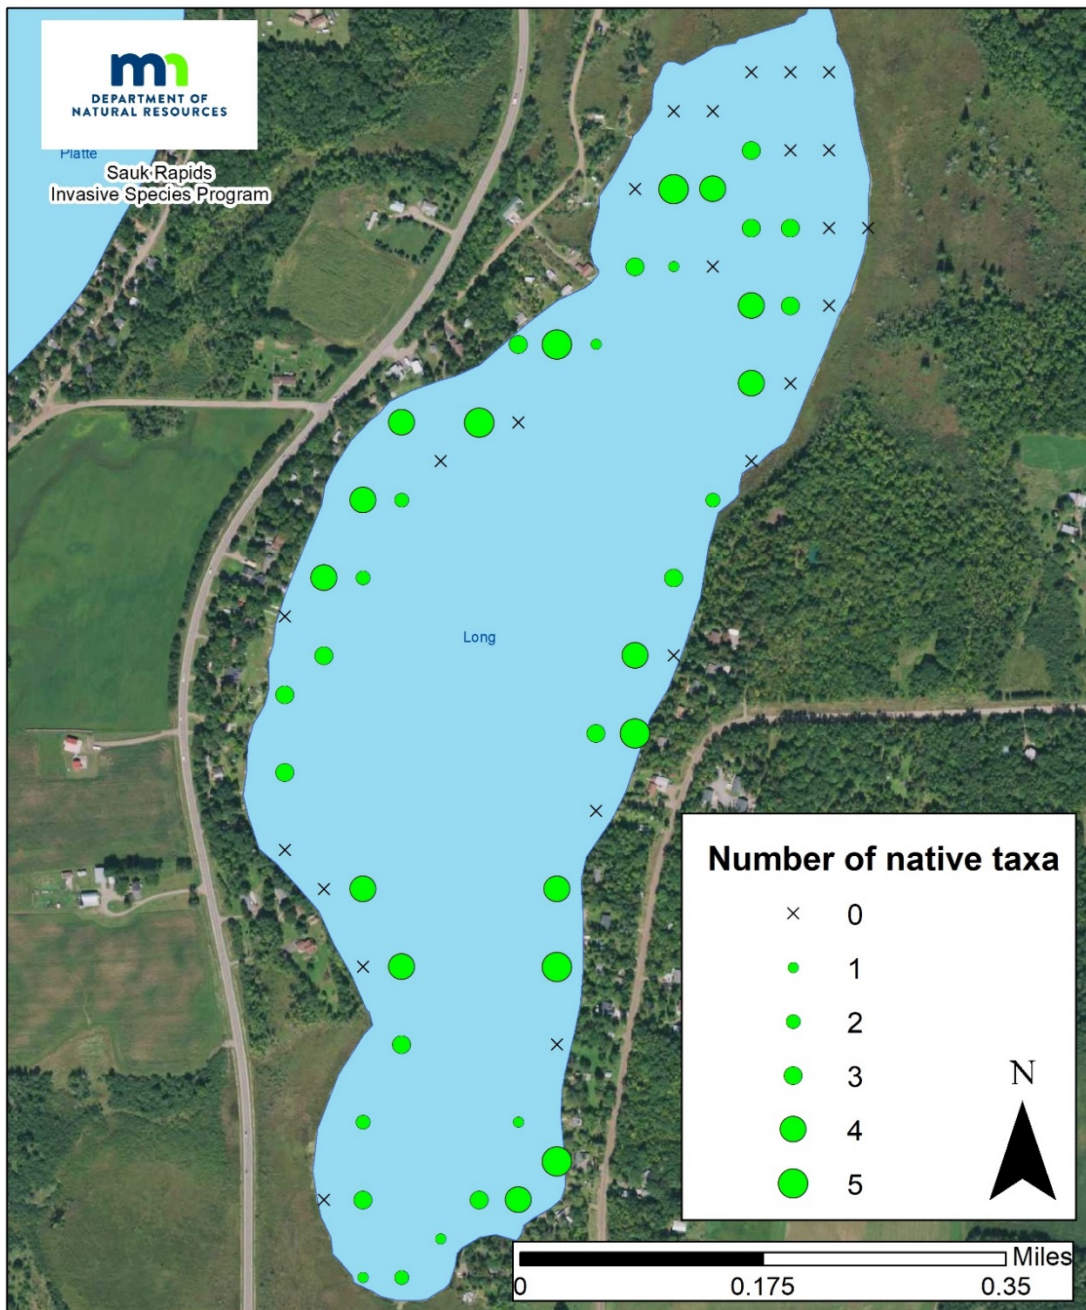 mn
DEPARTMENT OF
NATURAL RESOURCES
Platte
Sauk Rapids
Invasive Species Program
Long
Number of native taxa
0
1
2
3
4
5
N
Miles
0 0.175 0.35